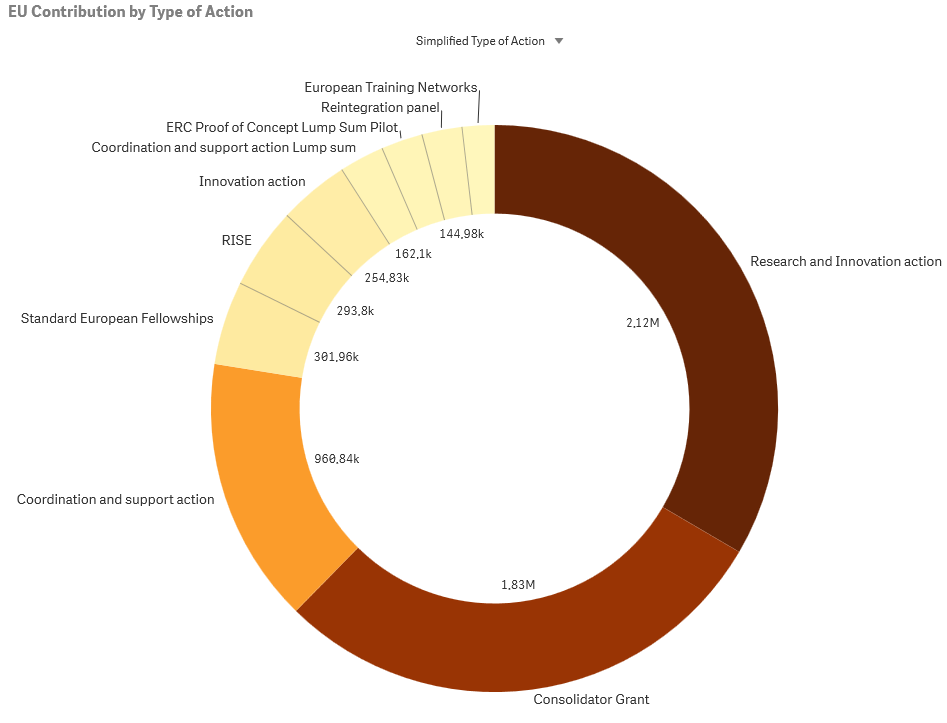 EU Contribution by Type of Action
Simplified Type of Action
European Training Networks
Reintegration panel
ERC Proof of Concept Lump Sum Pilot
Coordination and support action Lump sum
Innovation action
RISE
Standard European Fellowships
Coordination and support action
Consolidator Grant
Research and Innovation action
144,98k
162,1k
254,83k
293,8k
301,96k
960,84k
1,83M
2,12M